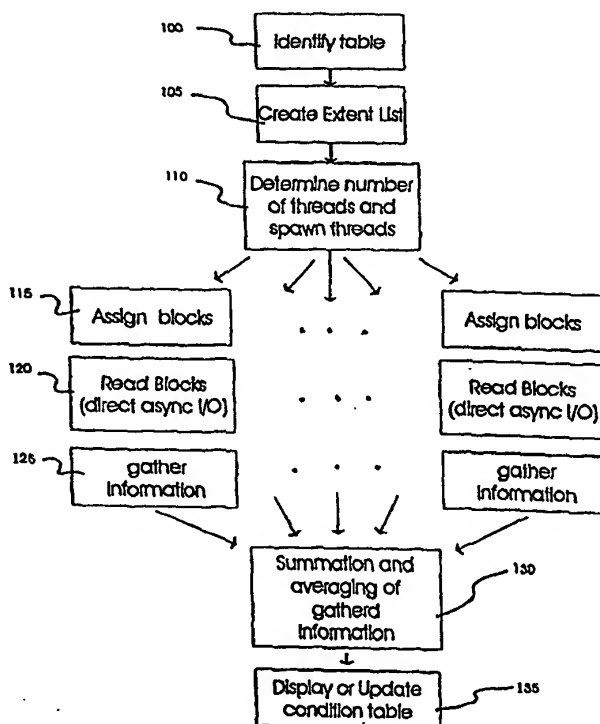 100
Identify table
105
Create Extent List
110
Determine number
of threads and
spawn threads
115
Assign blocks
. . .
Assign blocks
120
Read Blocks
(direct async I/O)
. . .
Read Blocks
(direct async I/O)
125
gather
information
. . .
gather
information
Summation and
averaging of
gatherd
information
130
Display or Update
condition table
135